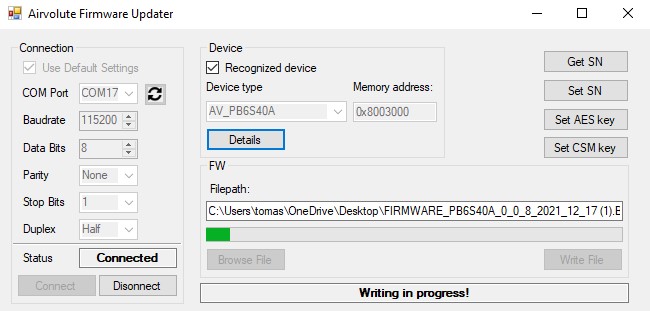 Airvolute Firmware Updater
Connection
Use Default Settings
COM Port COM17
Baudrate 115200
Data Bits 8
Parity None
Stop Bits 1
Duplex Half
Status Connected
Connect Disonnect
Device
Recognized device
Device type Memory address:
AV_PB6S40A 0x8003000
Details
Get SN
Set SN
Set AES key
Set CSM key
FW
Filepath:
C:\Users\tomas\OneDrive\Desktop\FIRMWARE_PB6S40A_0_0_8_2021_12_17 (1).E
Browse File Write File
Writing in progress!